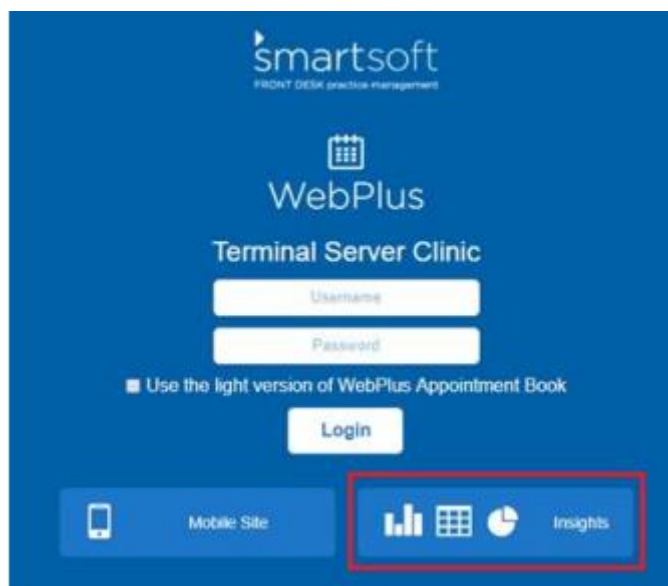 smartsoft
FRONT DESK practice management
WebPlus
Terminal Server Clinic
Username
Password
Use the light version of WebPlus Appointment Book
Login
Mobile Site
Insights